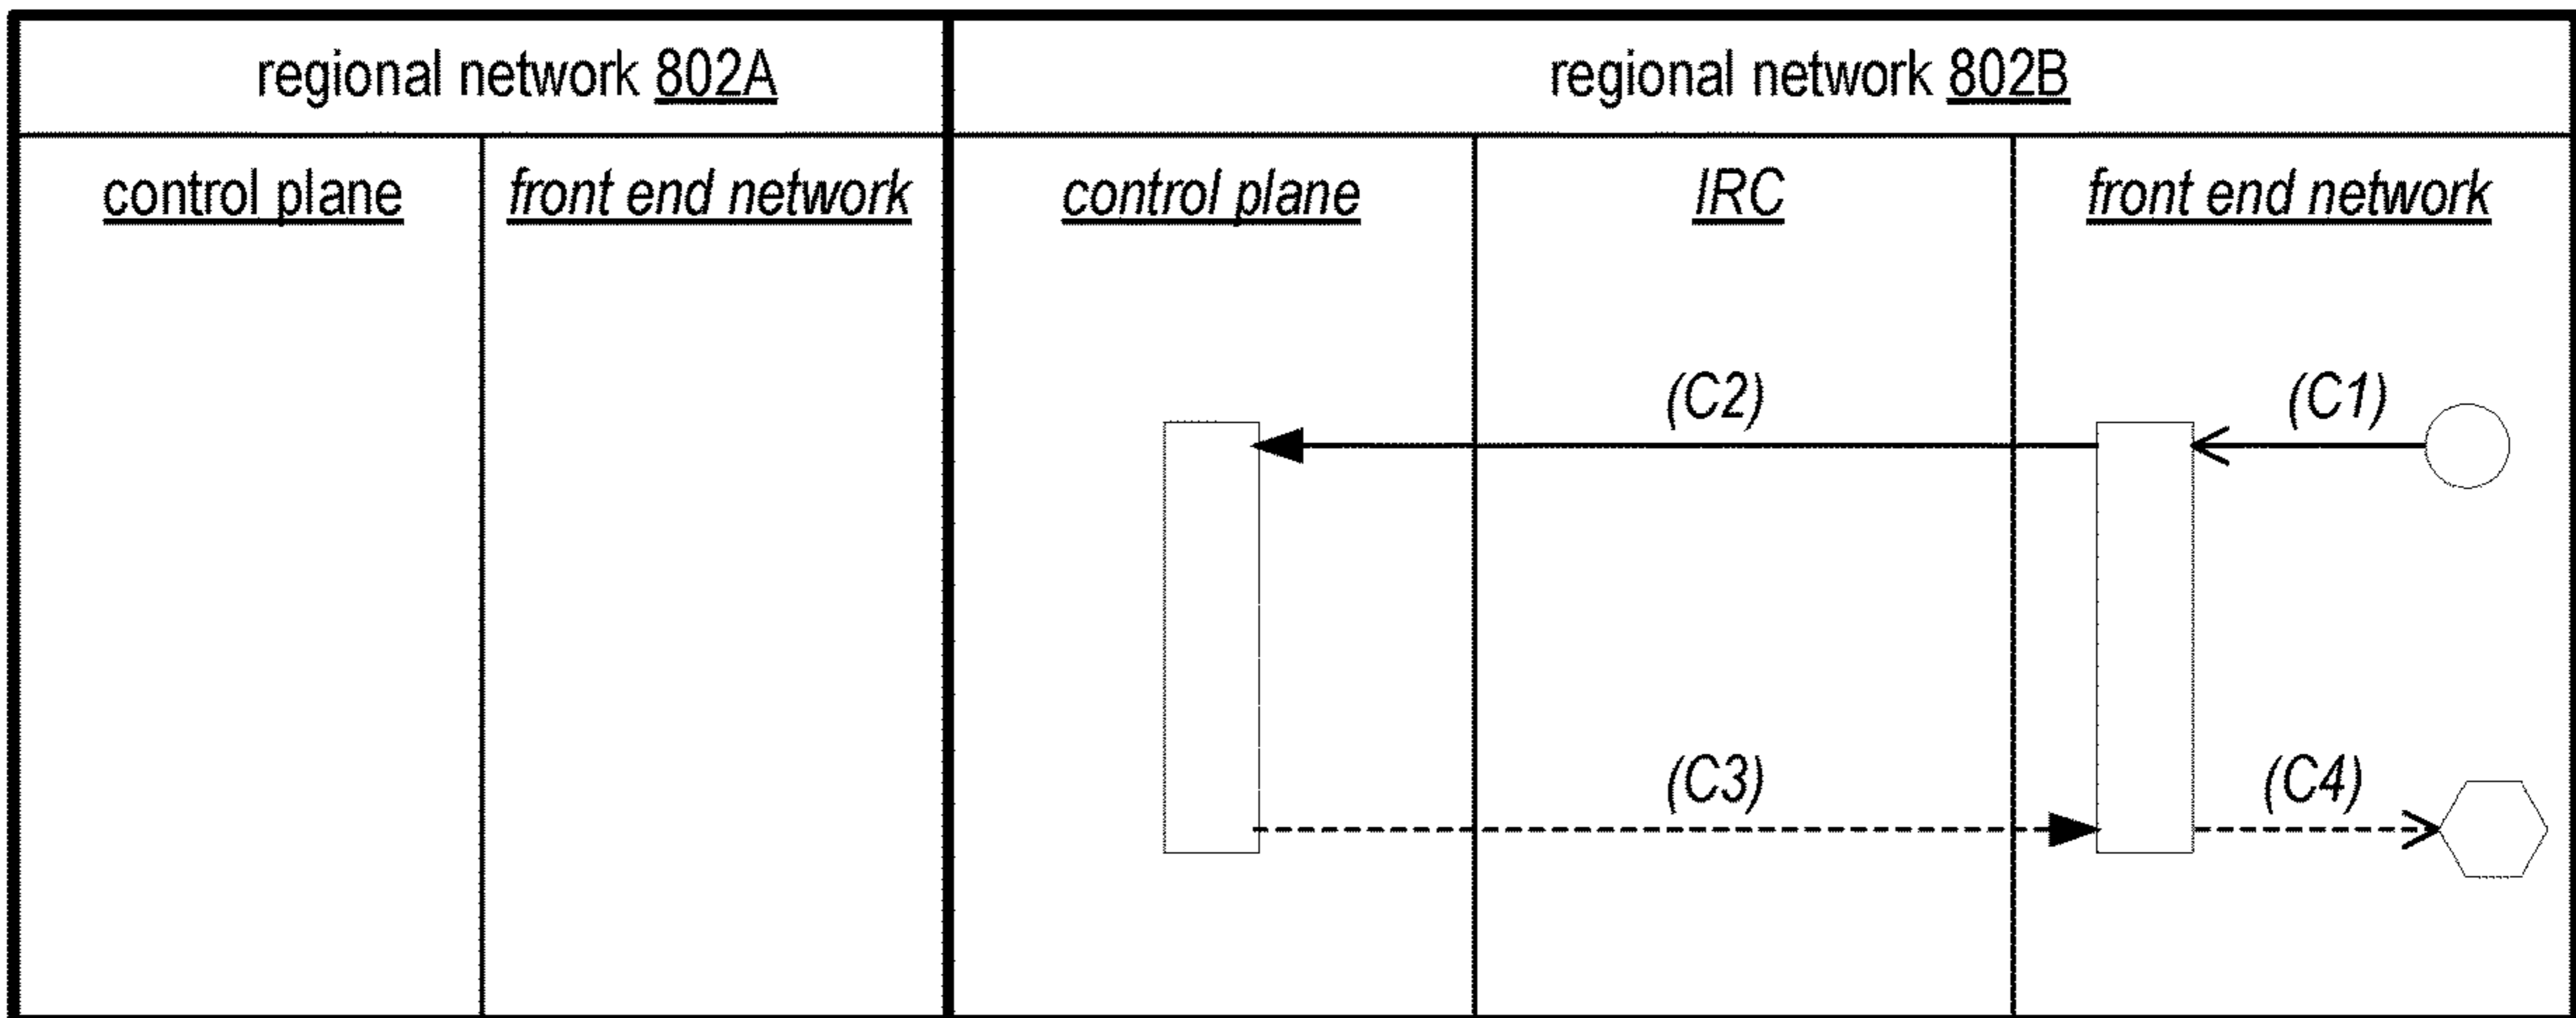 regional network 802A
regional network 802B
control plane
front end network
control plane
IRC
front end network
(C2)
(C1)
(C3)
(C4)